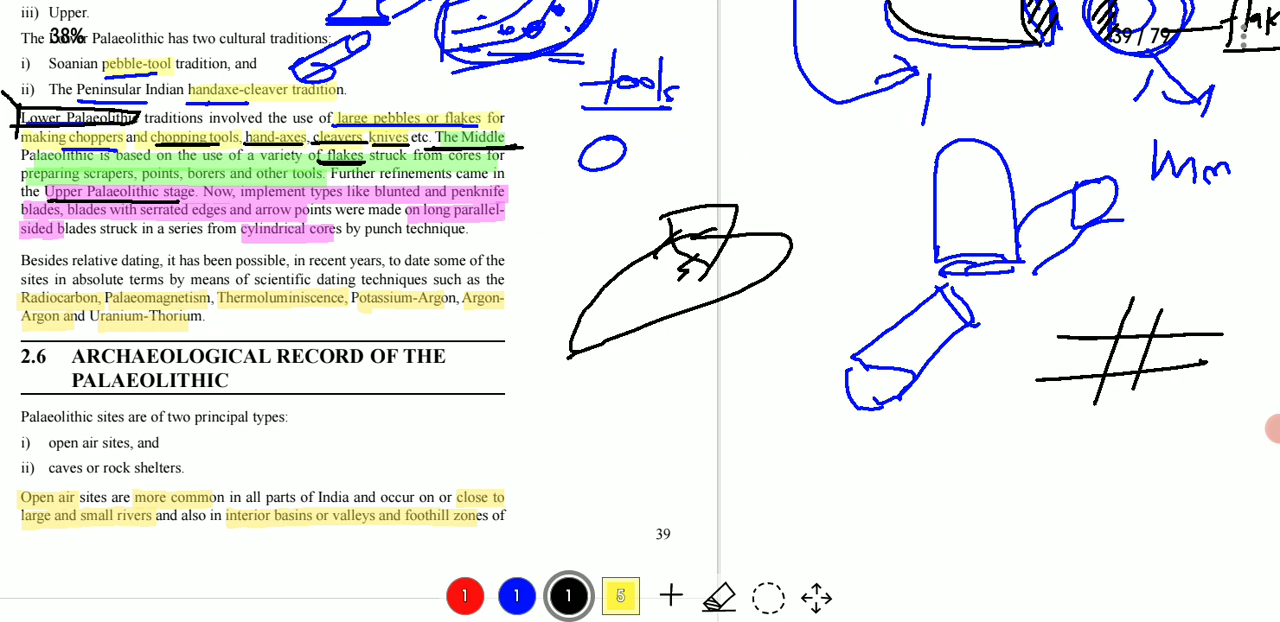 iii) Upper.
The Lower Palaeolithic has two cultural traditions:
38%
i) Soanian pebble-tool tradition, and
ii) The Peninsular Indian handaxe-cleaver tradition.
Lower Palaeolithic traditions involved the use of large pebbles or flakes for
making choppers and chopping tools, hand-axes, cleavers, knives etc. The Middle
Palaeolithic is based on the use of a variety of flakes struck from cores for
preparing scrapers, points, borers and other tools. Further refinements came in
the Upper Palaeolithic stage. Now, implement types like blunted and penknife
blades, blades with serrated edges and arrow points were made on long parallel-
sided blades struck in a series from cylindrical cores by punch technique.
Besides relative dating, it has been possible, in recent years, to date some of the
sites in absolute terms by means of scientific dating techniques such as the
Radiocarbon, Palaeomagnetism, Thermoluminiscence, Potassium-Argon, Argon-
Argon and Uranium-Thorium.
2.6 ARCHAEOLOGICAL RECORD OF THE
PALAEOLITHIC
Palaeolithic sites are of two principal types:
i) open air sites, and
ii) caves or rock shelters.
Open air sites are more common in all parts of India and occur on or close to
large and small rivers and also in interior basins or valleys and foothill zones of
39
tools
39 / 79
1
1
1
5